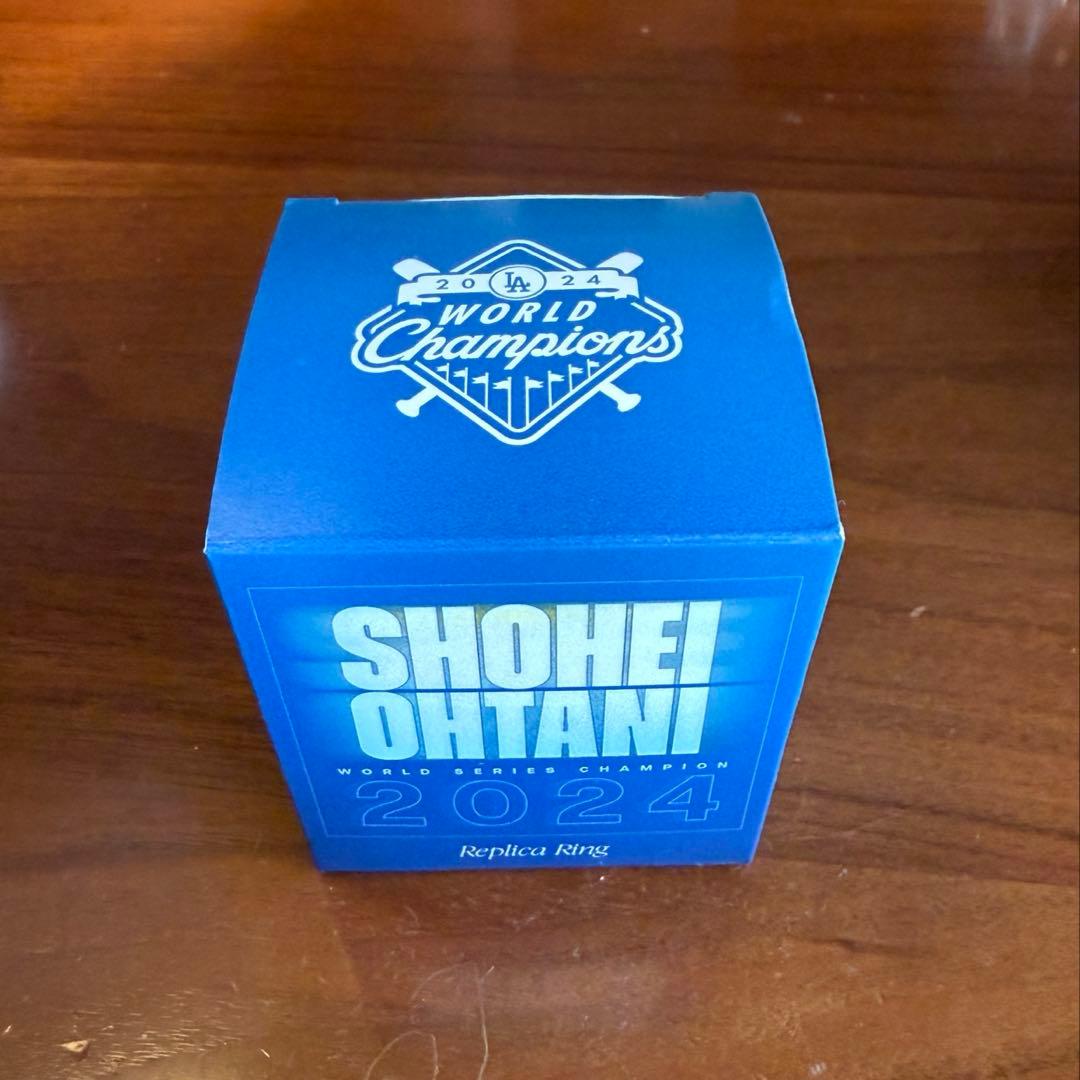 20 LA 24
WORLD
Champions
SHOHEI
OHTANI
WORLD SERIES CHAMPION
2024
Replica Ring